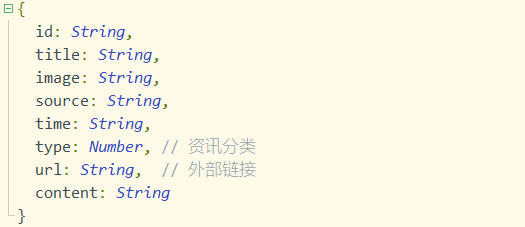 {
id: String,
title: String,
image: String,
source: String,
time: String,
type: Number, // 资讯分类
url: String,  // 外部链接
content: String
}